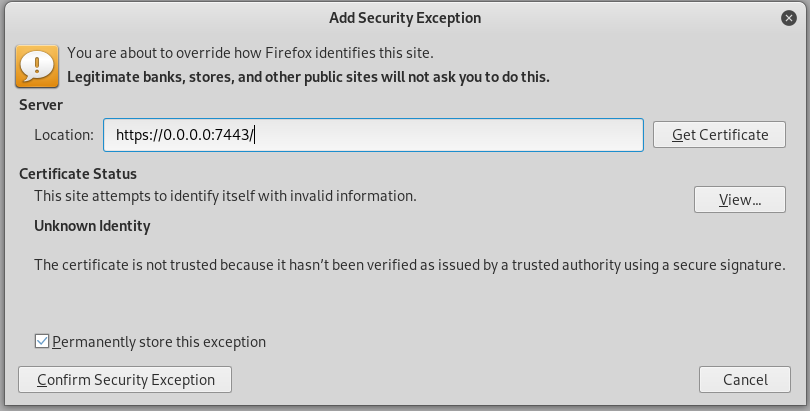 Add Security Exception
You are about to override how Firefox identifies this site.
Legitimate banks, stores, and other public sites will not ask you to do this.
Server
Location: https://0.0.0.0:7443/ Get Certificate
Certificate Status
This site attempts to identify itself with invalid information. View...
Unknown Identity
The certificate is not trusted because it hasn't been verified as issued by a trusted authority using a secure signature.
Permanently store this exception
Confirm Security Exception Cancel